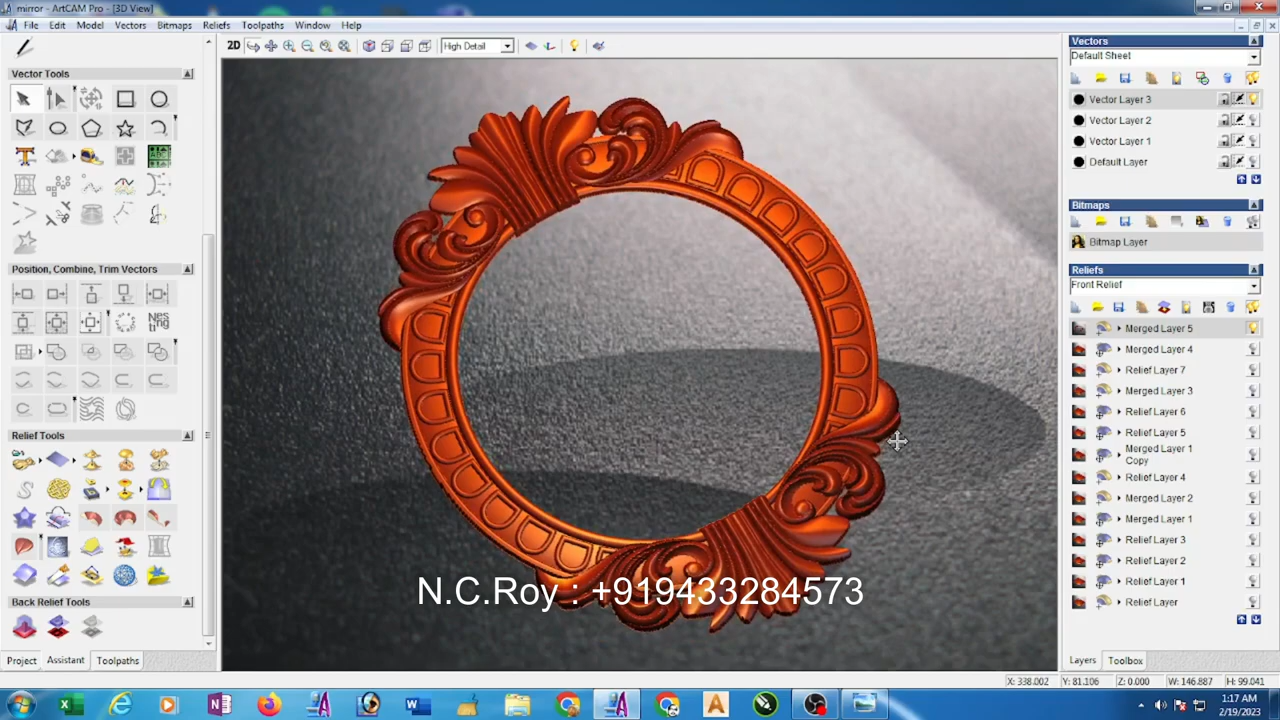 mirror - ArtCAM Pro - [3D View]
File Edit Model Vectors Bitmaps Reliefs Toolpaths Window Help
2D High Detail
Vector Tools
Position, Combine, Trim Vectors
Nes ting
Relief Tools
Back Relief Tools
Project Assistant Toolpaths
N.C.Roy : +919433284573
Vectors
Default Sheet
Vector Layer 3
Vector Layer 2
Vector Layer 1
Default Layer
Bitmaps
Bitmap Layer
Reliefs
Front Relief
Merged Layer 5
Merged Layer 4
Relief Layer 7
Merged Layer 3
Relief Layer 6
Relief Layer 5
Merged Layer 1
Copy
Relief Layer 4
Merged Layer 2
Merged Layer 1
Relief Layer 3
Relief Layer 2
Relief Layer 1
Relief Layer
Layers Toolbox
X: 338.002 Y: 81.106 Z: 0.000 W: 146.887 H: 99.041
1:17 AM
2/19/2023